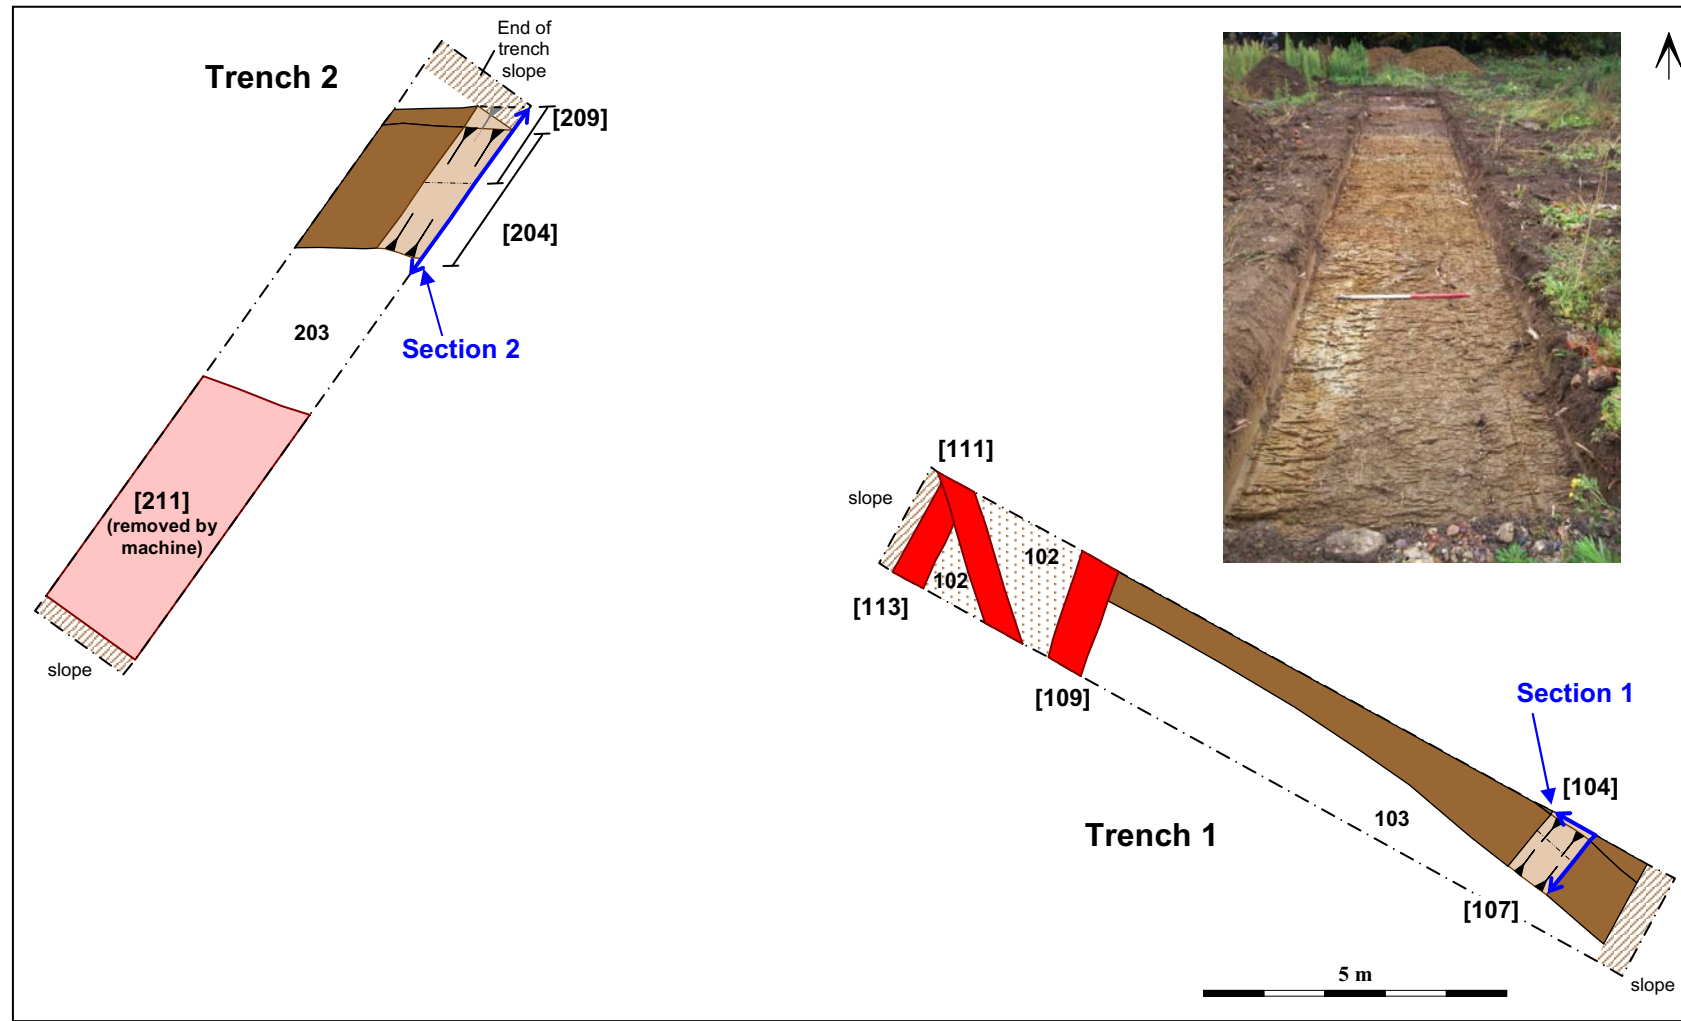 End of
trench
slope
Trench 2
[209]
[204]
203
Section 2
[211]
(removed by
machine)
slope
[111]
slope
102
102
[113]
[109]
Section 1
[104]
103
Trench 1
[107]
5 m
slope